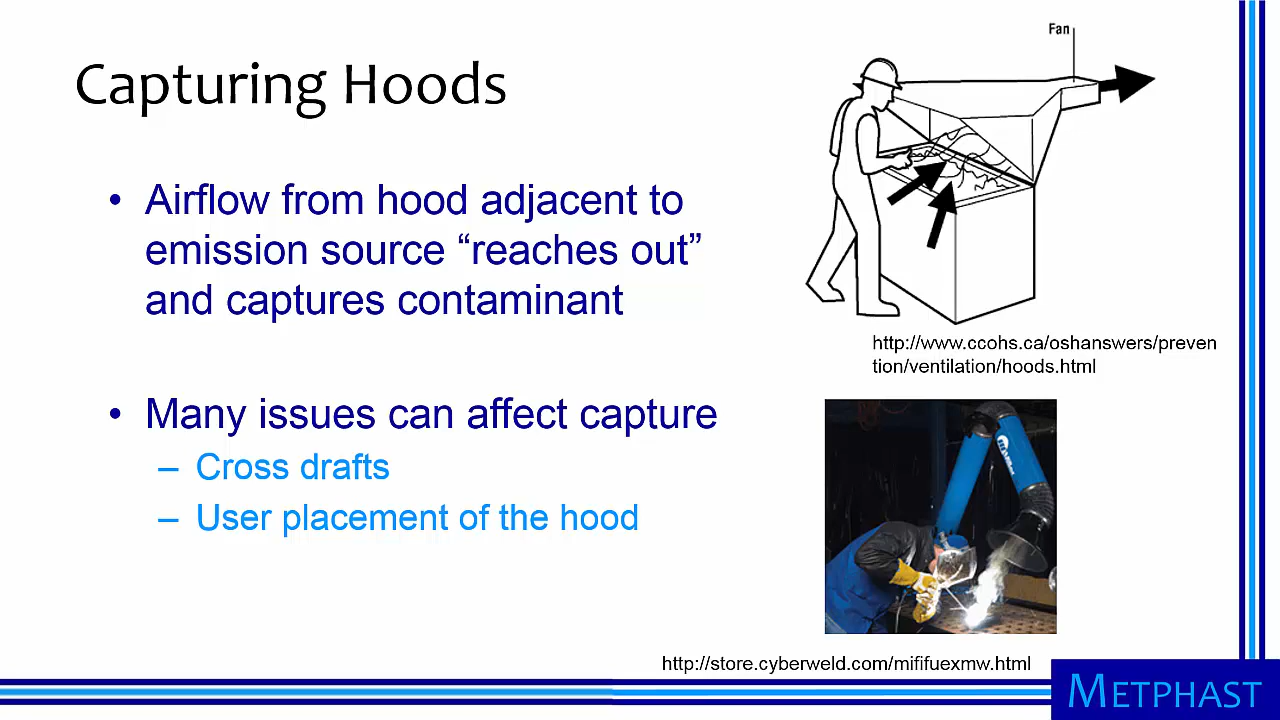 Fan
Capturing Hoods
• Airflow from hood adjacent to
emission source “reaches out”
and captures contaminant
http://www.ccohs.ca/oshanswers/preven
tion/ventilation/hoods.html
• Many issues can affect capture
– Cross drafts
– User placement of the hood
http://store.cyberweld.com/mififuexmw.html
METPHAST